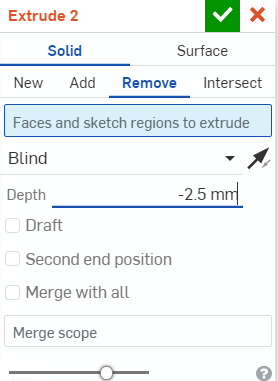 Extrude 2
Solid Surface
New Add Remove Intersect
Faces and sketch regions to extrude
Blind
Depth -2.5 mm
Draft
Second end position
Merge with all
Merge scope
?